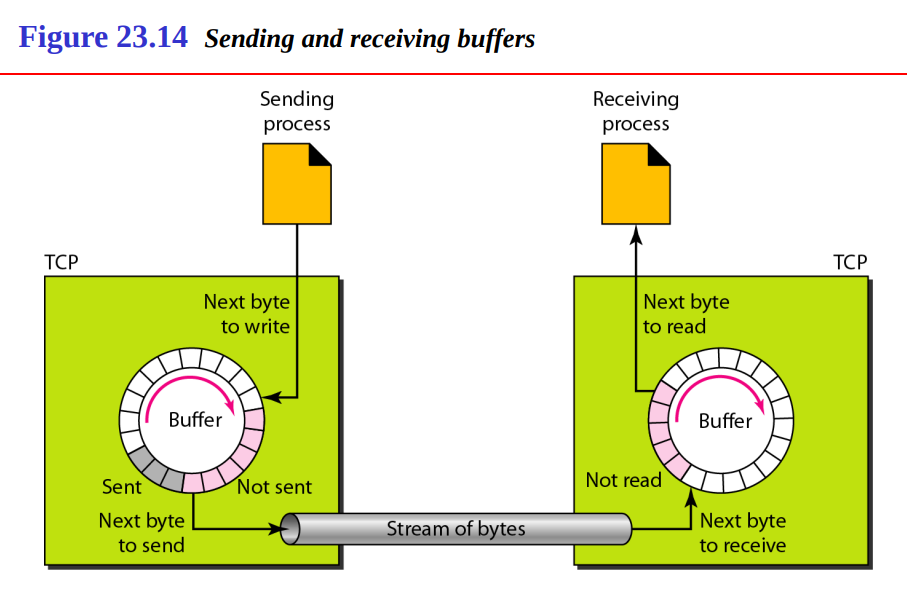 Figure 23.14 Sending and receiving buffers
Sending
process
Receiving
process
TCP
TCP
Next byte
to write
Next byte
to read
Buffer
Buffer
Sent
Not sent
Not read
Next byte
to send
Stream of bytes
Next byte
to receive